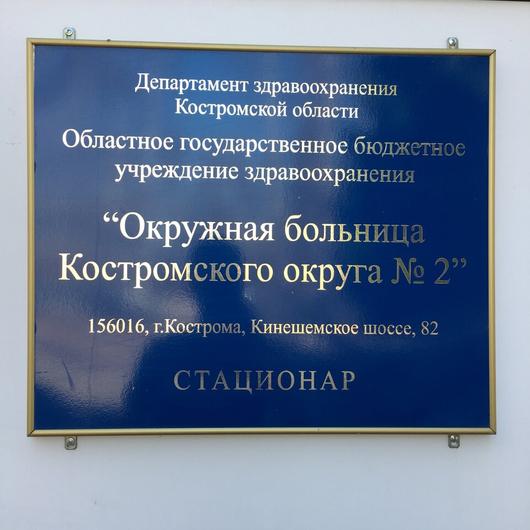 Департамент здравоохранения
Костромской области
Областное государственное бюджетное
учреждение здравоохранения
“Окружная больница
Костромского округа № 2”
156016, г.Кострома, Кинешемское шоссе, 82
СТАЦИОНАР